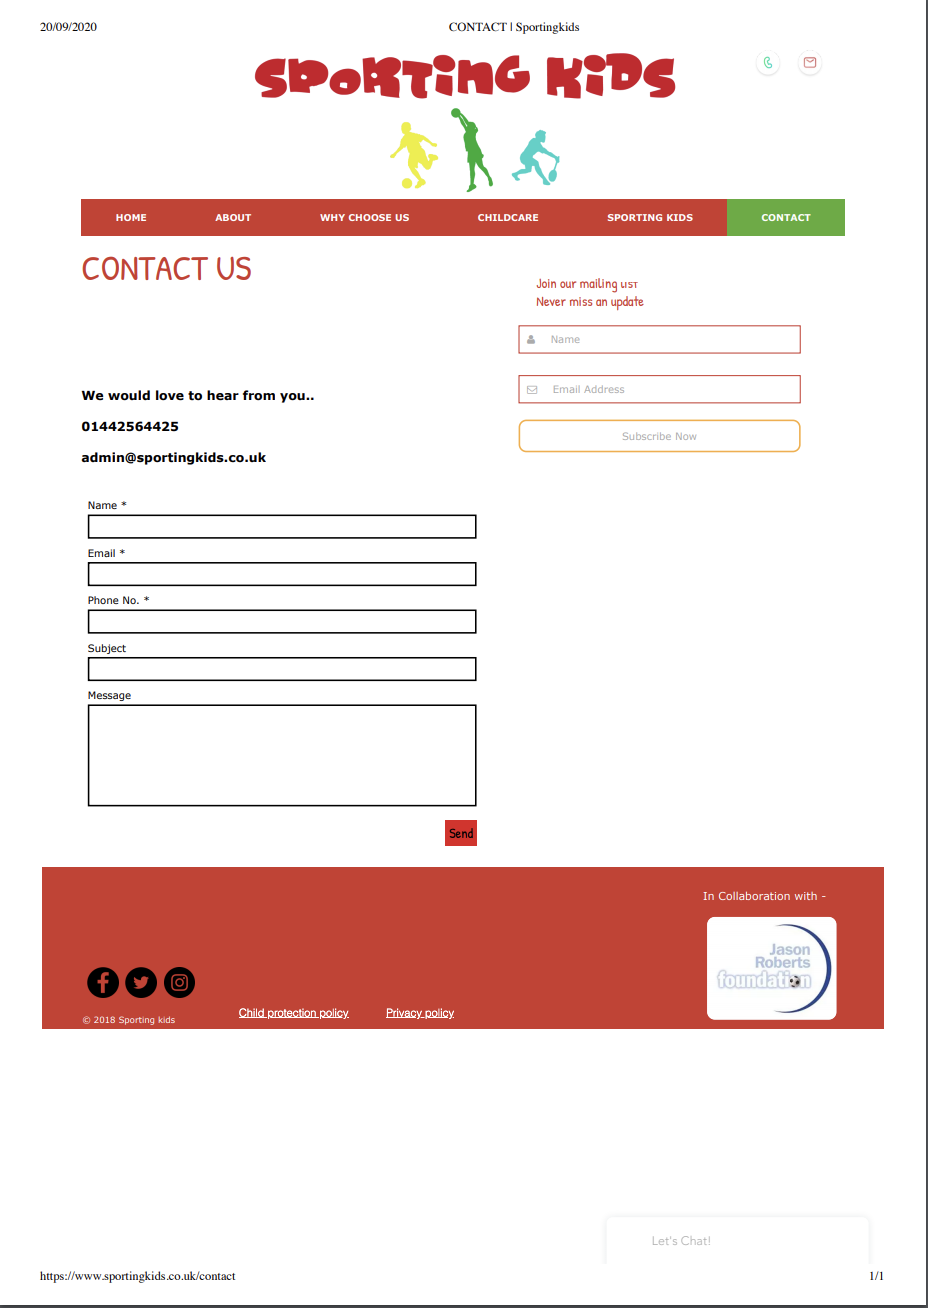 20/09/2020
CONTACT | Sportingkids
SPORTING KiDS
HOME
ABOUT
WHY CHOOSE US
CHILDCARE
SPORTING KIDS
CONTACT
CONTACT US
Join our mailing LIST
Never miss an update
Name
Email Address
Subscribe Now
We would love to hear from you..
01442564425
admin@sportingkids.co.uk
Name *
Email *
Phone No. *
Subject
Message
Send
In Collaboration with -
Jason
Roberts
foundation
© 2018 Sporting kids
Child protection policy
Privacy policy
Let's Chat!
https://www.sportingkids.co.uk/contact
1/1